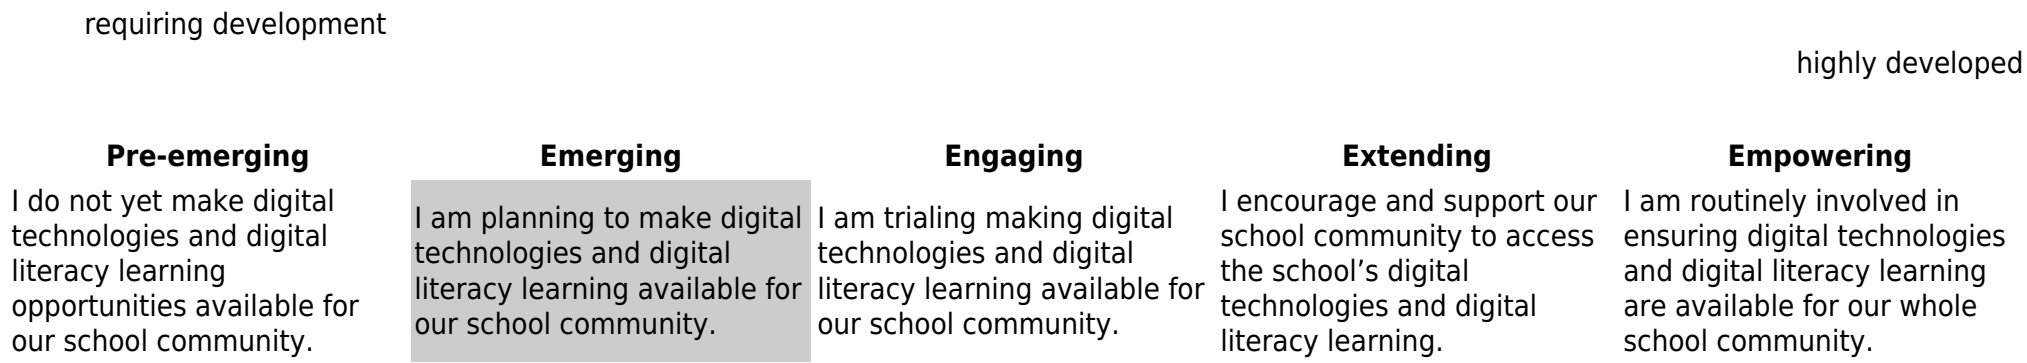 requiring development
highly developed
Pre-emerging
Emerging
Engaging
Extending
Empowering
I do not yet make digital
technologies and digital
literacy learning
opportunities available for
our school community.
I am planning to make digital
technologies and digital
literacy learning available for
our school community.
I am trialing making digital
technologies and digital
literacy learning available for
our school community.
I encourage and support our
school community to access
the school’s digital
technologies and digital
literacy learning.
I am routinely involved in
ensuring digital technologies
and digital literacy learning
are available for our whole
school community.